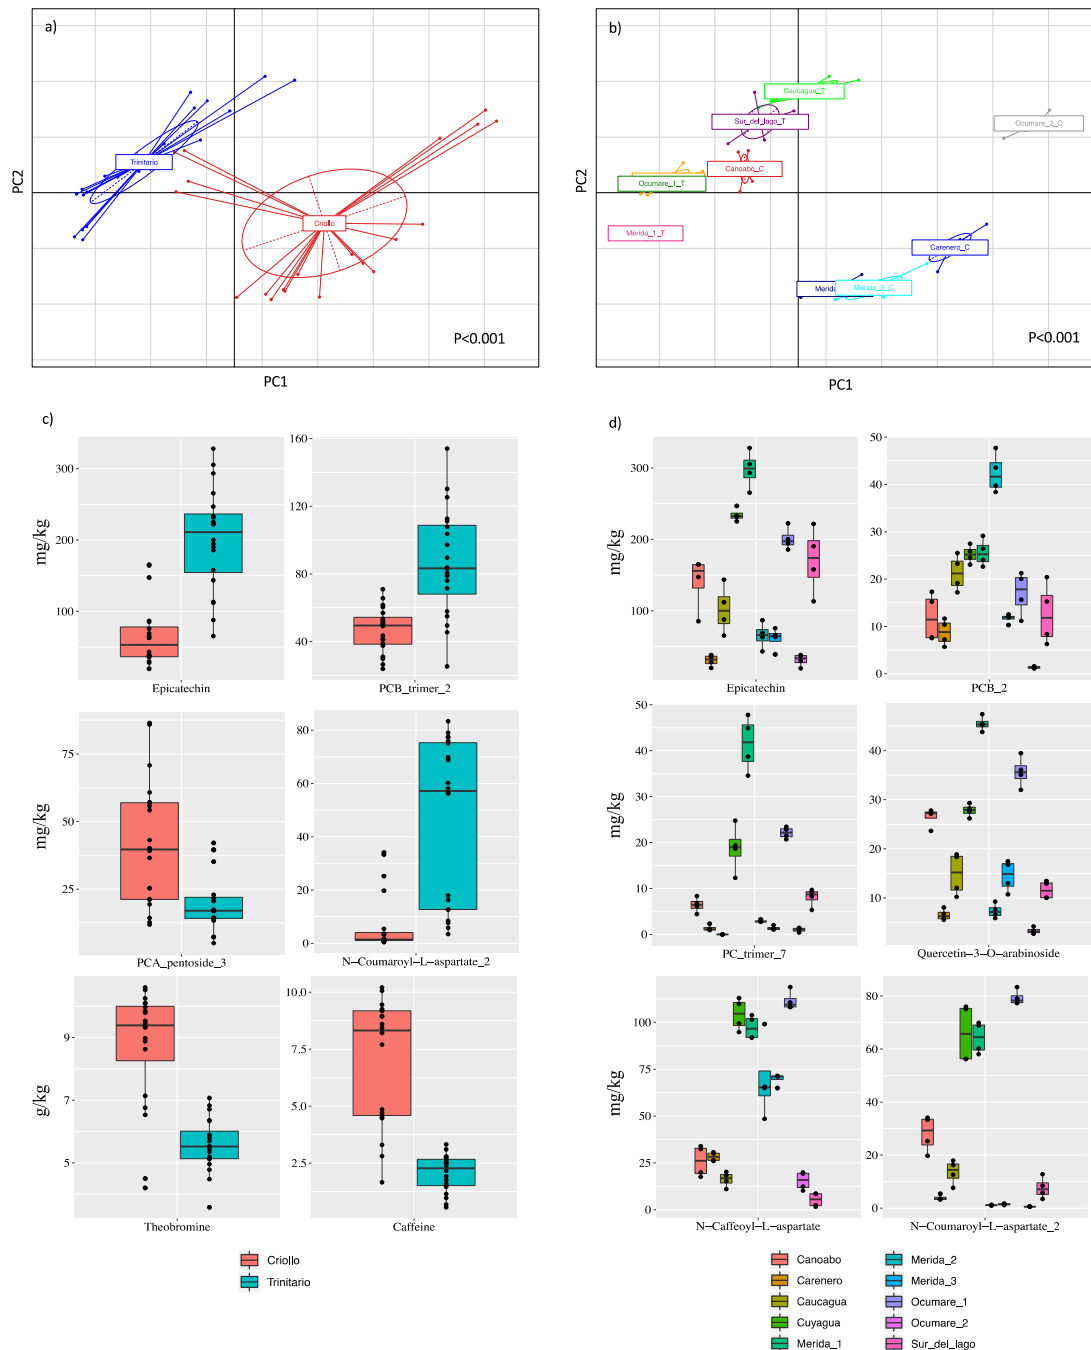 a)
Trinitario
Criollo
P<0.001
PC2
PC1
b)
Caucagua_T
Sur_del_lago_T
Ocumare_2_C
Canoabo_C
Ocumare_1_T
Merida_1_T
Carenero_C
Merida
Merida_3_C
P<0.001
PC2
PC1
c)
mg/kg
300
200
100
Epicatechin
160
120
80
40
PCB_trimer_2
mg/kg
75
50
25
PCA_pentoside_3
80
60
40
20
0
N−Coumaroyl−L−aspartate_2
g/kg
9
7
5
Theobromine
10.0
7.5
5.0
2.5
Caffeine
Criollo
Trinitario
d)
mg/kg
300
200
100
Epicatechin
50
40
30
20
10
0
PCB_2
mg/kg
50
40
30
20
10
0
PC_trimer_7
40
30
20
10
Quercetin−3−O−arabinoside
mg/kg
100
75
50
25
0
N−Caffeoyl−L−aspartate
80
60
40
20
0
N−Coumaroyl−L−aspartate_2
Canoabo
Carenero
Caucagua
Cuyagua
Merida_1
Merida_2
Merida_3
Ocumare_1
Ocumare_2
Sur_del_lago